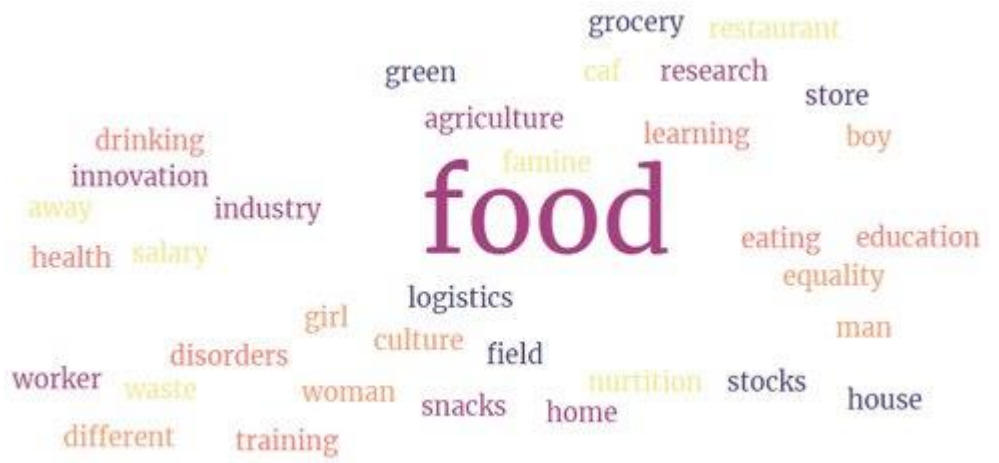 grocery restaurant
green caf research
store
agriculture
drinking learning boy
famine
innovation
away industry food
eating education
health salary
equality
logistics
girl man
culture
disorders field
worker waste woman nurtition stocks
snacks home house
different training